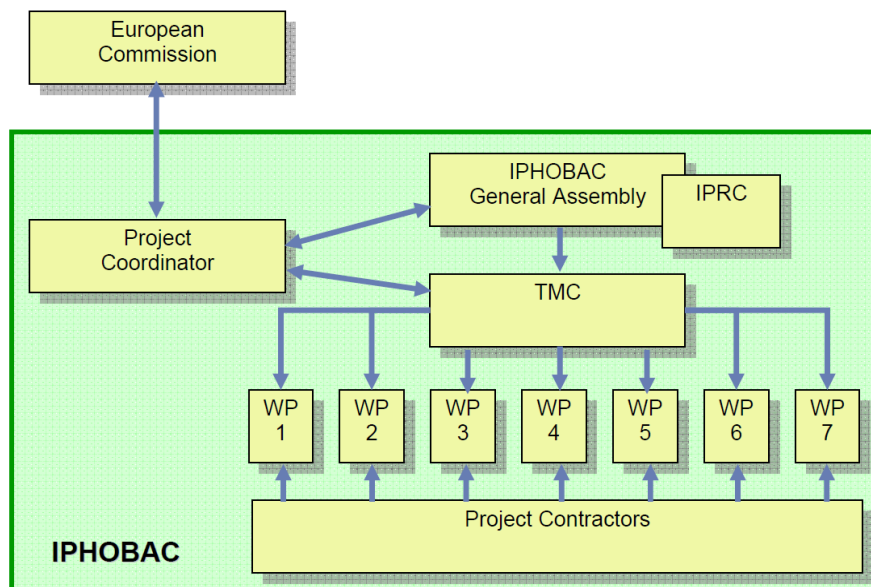 European
Commission
IPHOBAC
General Assembly
IPRC
Project
Coordinator
TMC
WP
1
WP
2
WP
3
WP
4
WP
5
WP
6
WP
7
Project Contractors
IPHOBAC